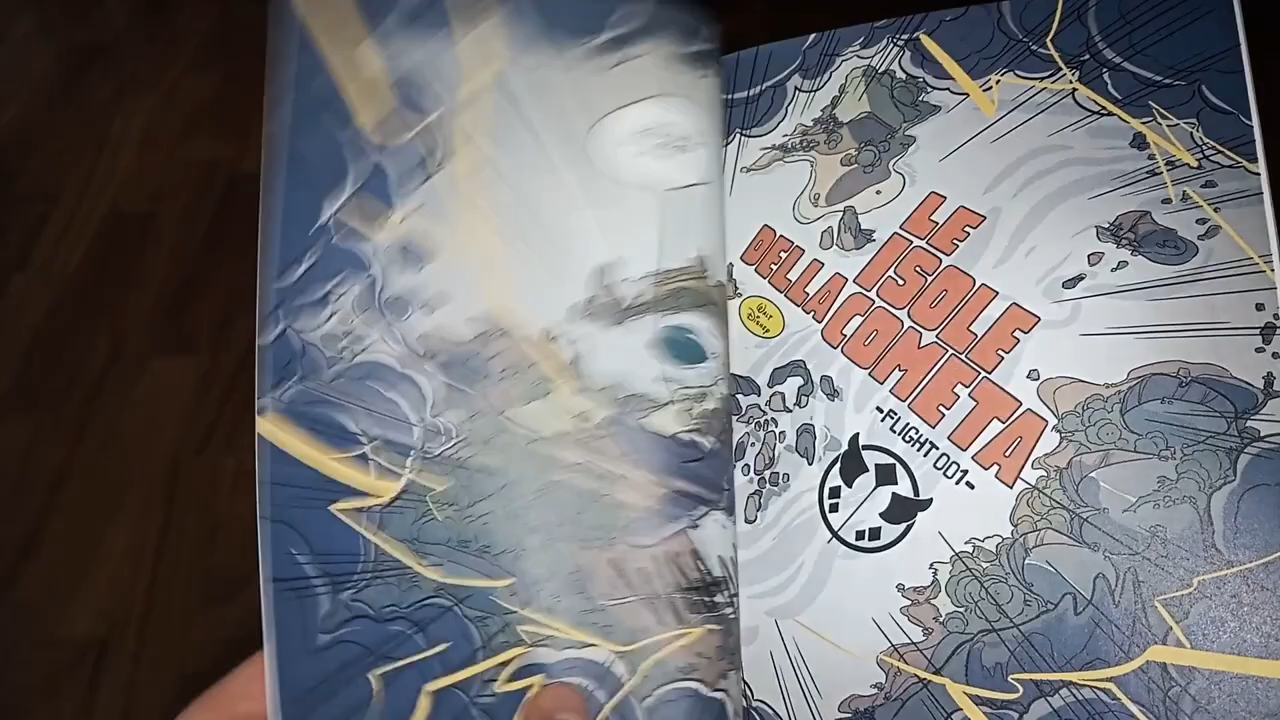 LE
ISOLE
DELLA COMETA
WALT
DISNEY
-FLIGHT 001-